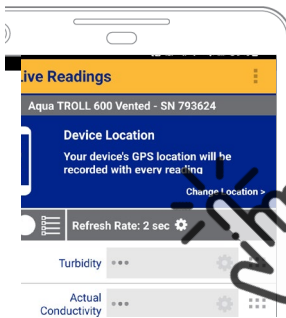 Live Readings
Aqua TROLL 600 Vented - SN 793624
Device Location
Your device's GPS location will be
recorded with every reading
Change Location >
Refresh Rate: 2 sec
Turbidity
Actual
Conductivity